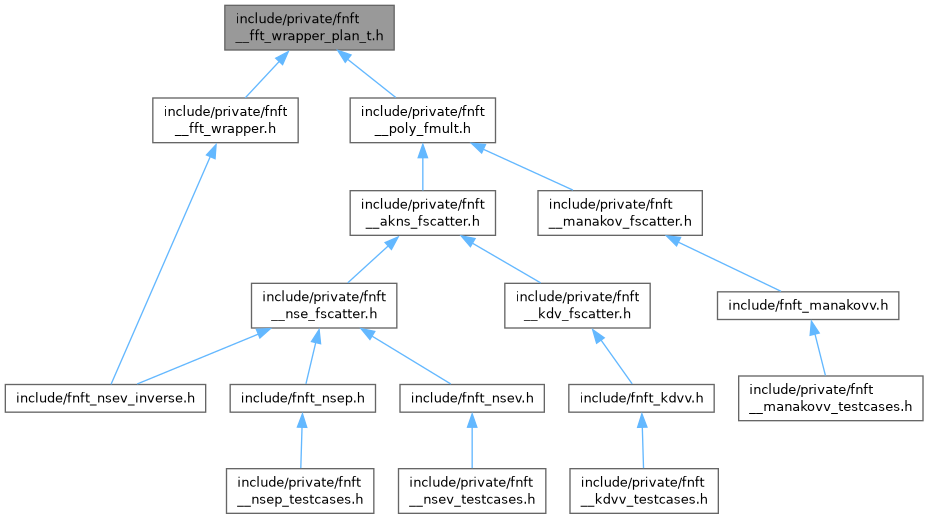 include/private/fnft
__fft_wrapper_plan_t.h
include/private/fnft
__fft_wrapper.h
include/private/fnft
__poly_fmult.h
include/private/fnft
__akns_fscatter.h
include/private/fnft
__manakov_fscatter.h
include/private/fnft
__nse_fscatter.h
include/private/fnft
__kdv_fscatter.h
include/fnft_manakovv.h
include/fnft_nsev_inverse.h
include/fnft_nsep.h
include/fnft_nsev.h
include/fnft_kdvv.h
include/private/fnft
__manakovv_testcases.h
include/private/fnft
__nsep_testcases.h
include/private/fnft
__nsev_testcases.h
include/private/fnft
__kdvv_testcases.h